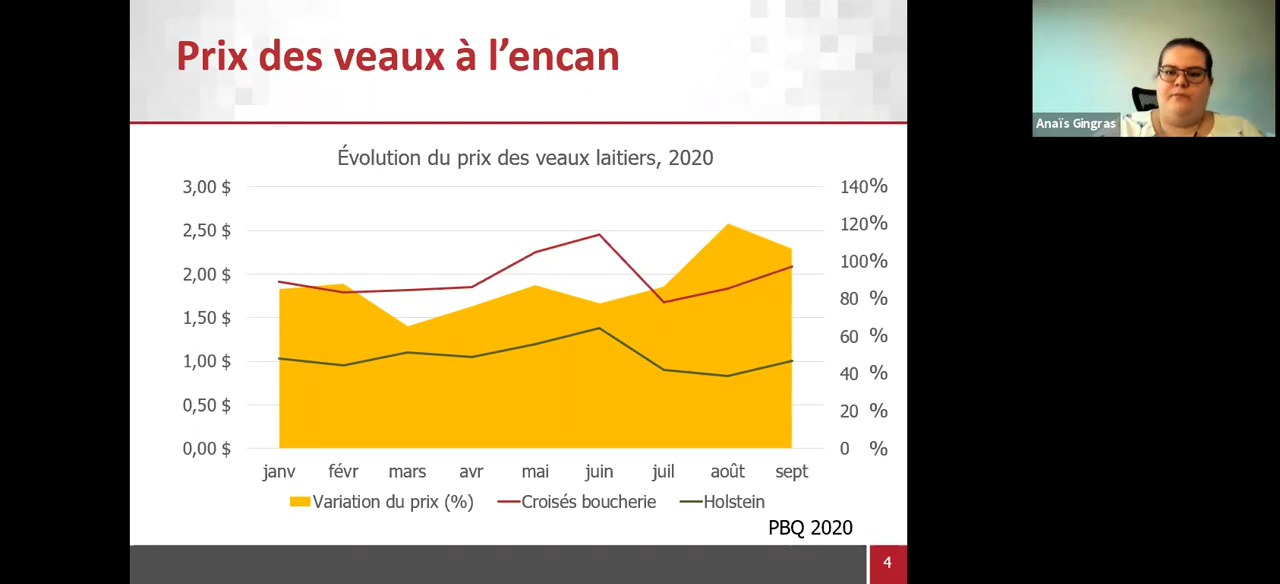 Prix des veaux à l’encan
Anaïs Gingras
Évolution du prix des veaux laitiers, 2020
3,00 $
2,50 $
2,00 $
1,50 $
1,00 $
0,50 $
0,00 $
140%
120%
100%
80 %
60 %
40 %
20 %
0 %
janv févr mars avr mai juin juil août sept
Variation du prix (%) Croisés boucherie Holstein
PBQ 2020
4